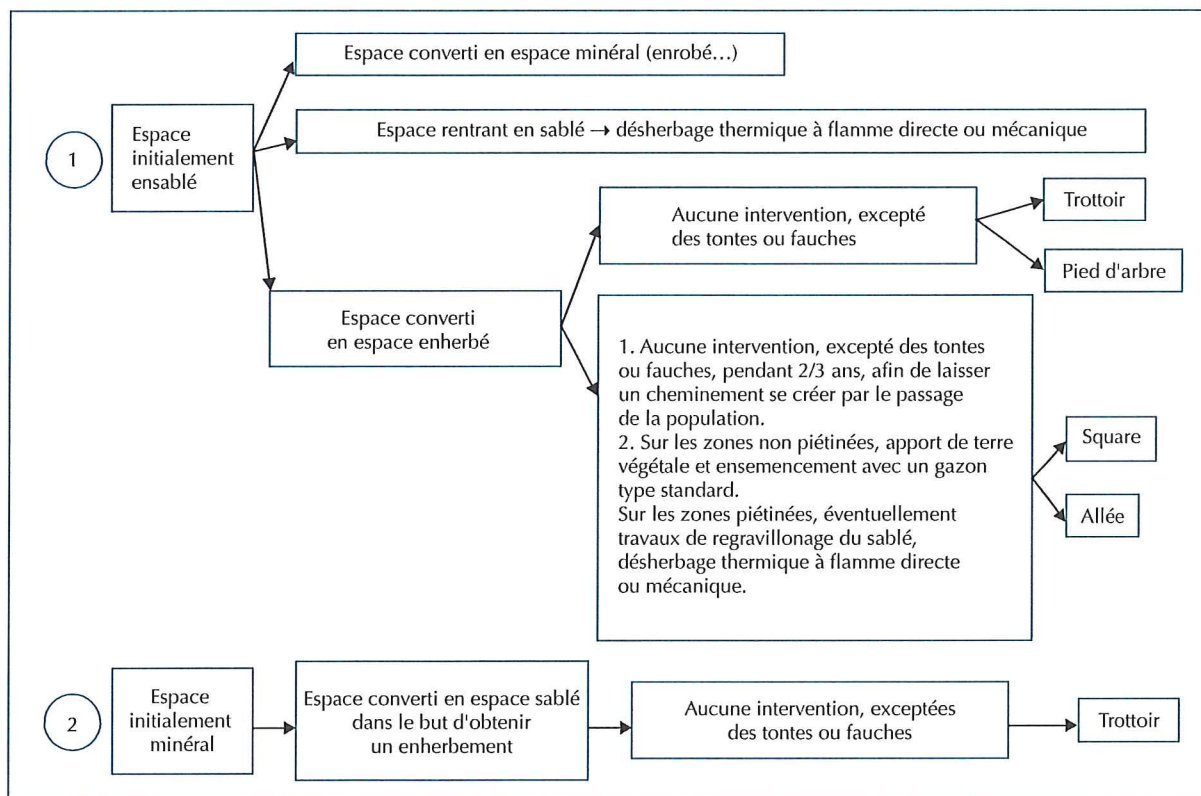 Espace converti en espace minéral (enrobé…)
1
Espace
initialement
ensablé
Espace rentrant en sablé → désherbage thermique à flamme directe ou mécanique
Aucune intervention, excepté
des tontes ou fauches
Trottoir
Pied d'arbre
Espace converti
en espace enherbé
1. Aucune intervention, excepté des tontes
ou fauches, pendant 2/3 ans, afin de laisser
un cheminement se créer par le passage
de la population.
2. Sur les zones non piétinées, apport de terre
végétale et ensemencement avec un gazon
type standard.
Sur les zones piétinées, éventuellement
travaux de regravillonage du sablé,
désherbage thermique à flamme directe
ou mécanique.
Square
Allée
2
Espace
initialement
minéral
Espace converti en espace sablé
dans le but d'obtenir
un enherbement
Aucune intervention, exceptées
des tontes ou fauches
Trottoir